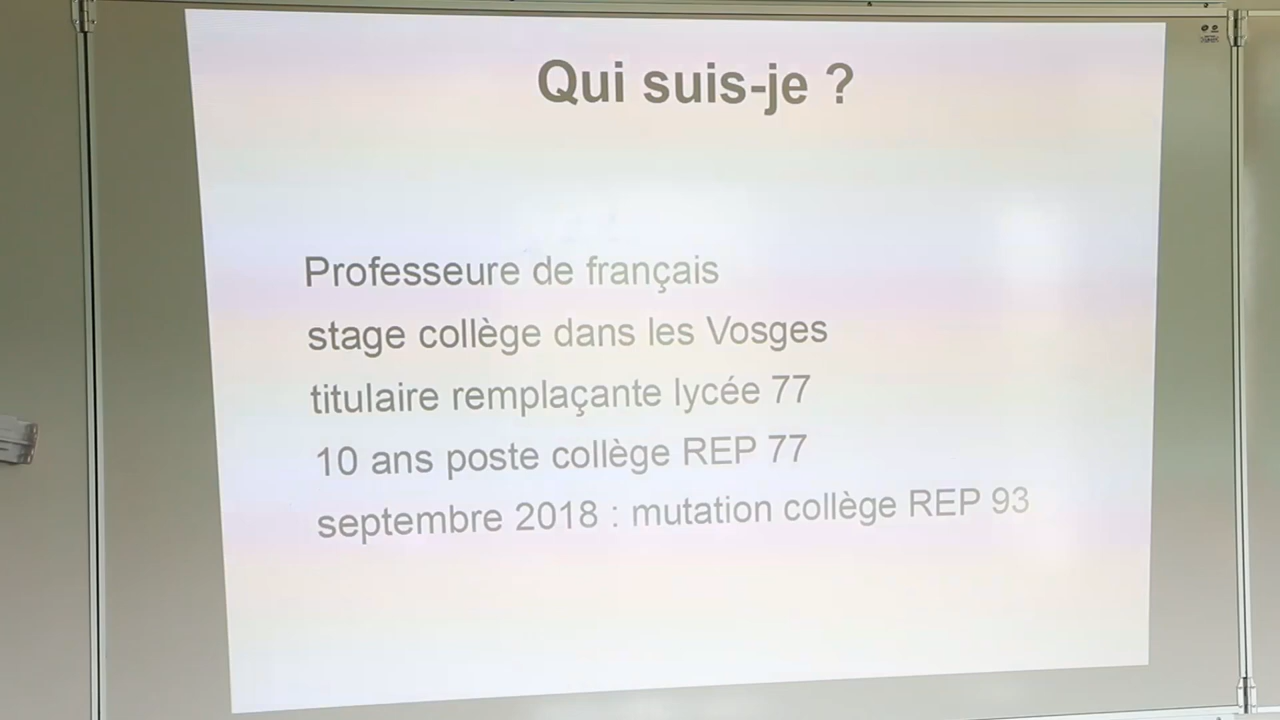 Qui suis-je ?
Professeure de français
stage collège dans les Vosges
titulaire remplaçante lycée 77
10 ans poste collège REP 77
septembre 2018 : mutation collège REP 93